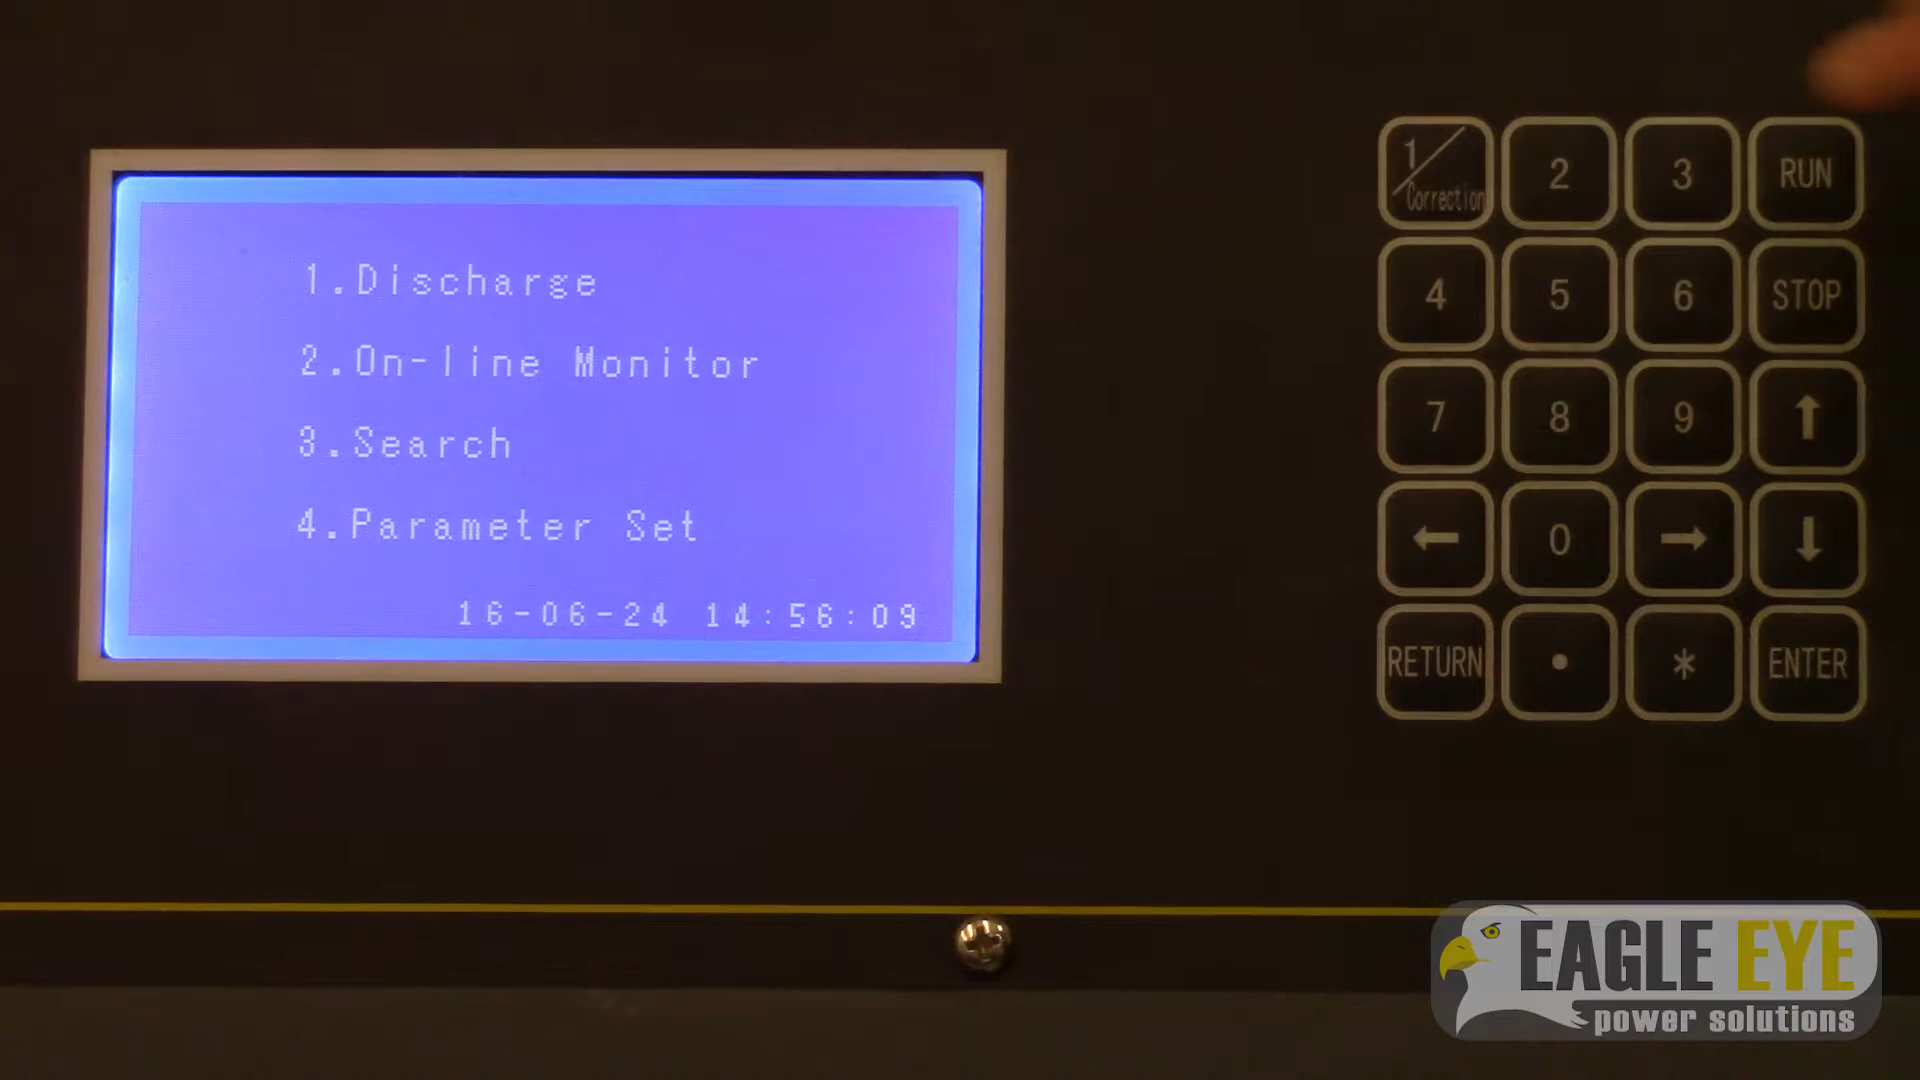 1.Discharge
2.On-line Monitor
3.Search
4.Parameter Set
16-06-24 14:56:09
1/Correction 2 3 RUN
4 5 6 STOP
7 8 9 ↑
← 0 → ↓
RETURN • * ENTER
EAGLE EYE
power solutions